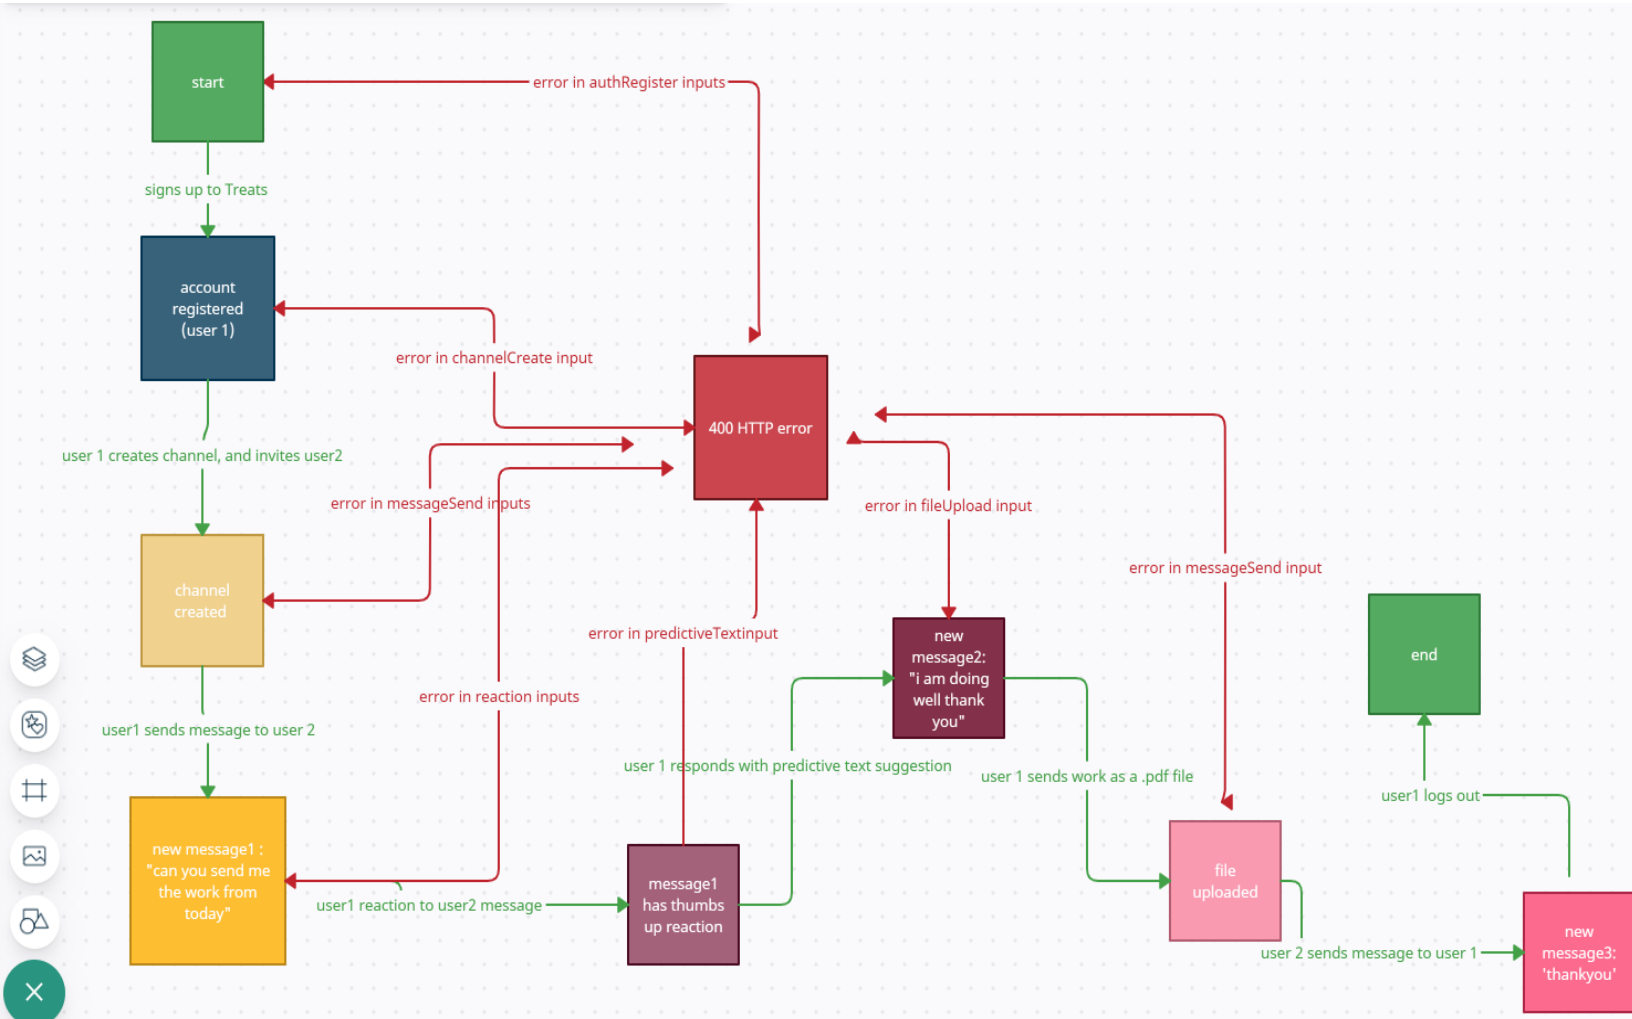 start
error in authRegister inputs
signs up to Treats
account
registered
(user 1)
error in channelCreate input
400 HTTP error
user 1 creates channel, and invites user2
error in messageSend inputs
error in fileUpload input
error in messageSend input
channel
created
error in predictiveTextinput
new
message2:
"i am doing
well thank
you"
end
error in reaction inputs
user1 sends message to user 2
user 1 responds with predictive text suggestion
user 1 sends work as a .pdf file
user1 logs out
new message1 :
"can you send me
the work from
today"
user1 reaction to user2 message
message1
has thumbs
up reaction
file
uploaded
user 2 sends message to user 1
new
message3:
'thankyou'